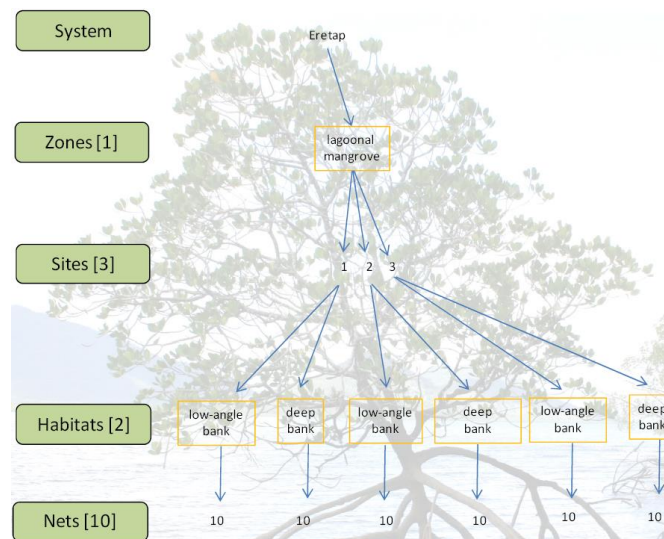 System
Eretap
Zones [1]
lagoonal
mangrove
Sites [3]
1 2 3
Habitats [2]
low-angle
bank
deep
bank
low-angle
bank
deep
bank
low-angle
bank
deep
bank
Nets [10]
10 10 10 10 10 10